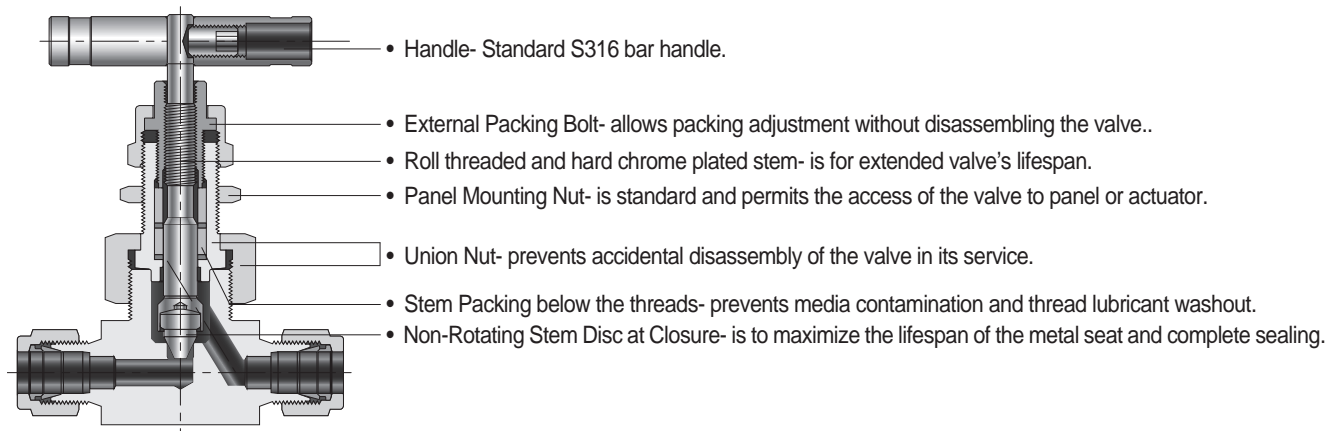 • Handle- Standard S316 bar handle.
• External Packing Bolt- allows packing adjustment without disassembling the valve..
• Roll threaded and hard chrome plated stem- is for extended valve's lifespan.
• Panel Mounting Nut- is standard and permits the access of the valve to panel or actuator.
• Union Nut- prevents accidental disassembly of the valve in its service.
• Stem Packing below the threads- prevents media contamination and thread lubricant washout.
• Non-Rotating Stem Disc at Closure- is to maximize the lifespan of the metal seat and complete sealing.